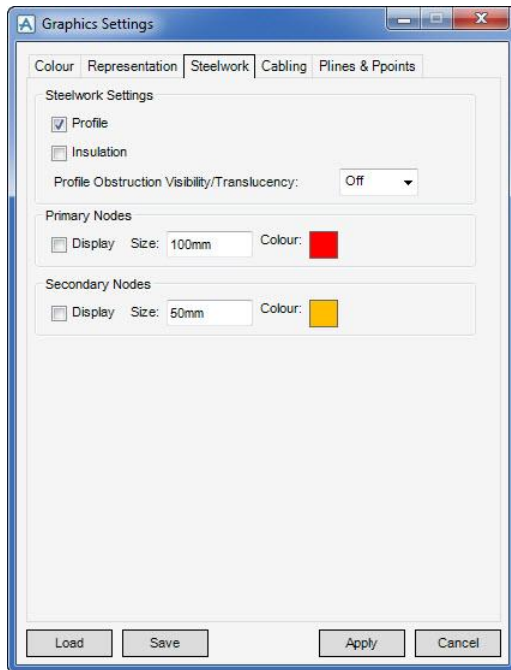 Graphics Settings
Colour Representation Steelwork Cabling Plines & Ppoints
Steelwork Settings
Profile
Insulation
Profile Obstruction Visibility/Translucency: Off
Primary Nodes
Display Size: 100mm Colour:
Secondary Nodes
Display Size: 50mm Colour:
Load Save Apply Cancel